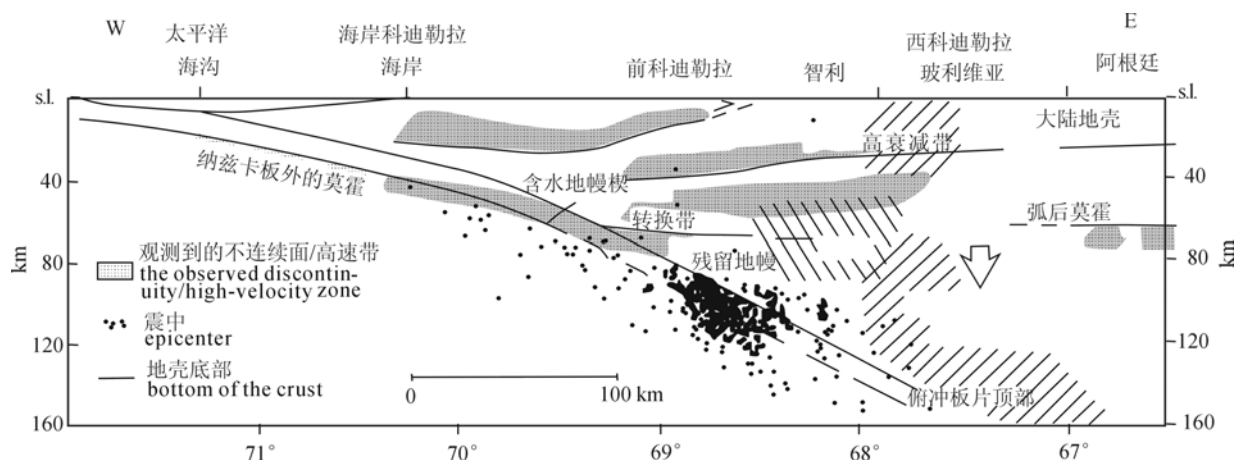 W
E
太平洋
海沟
海岸科迪勒拉
海岸
前科迪勒拉
智利
西科迪勒拉
玻利维亚
阿根廷
s.l.
s.l.
大陆地壳
高衰减带
纳兹卡板外的莫霍
40
40
含水地幔楔
转换带
弧后莫霍
km
km
观测到的不连续面/高速带
the observed discontin-
uity/high-velocity zone
残留地幔
80
80
震中
epicenter
120
120
地壳底部
bottom of the crust
0
100 km
俯冲板片顶部
160
160
71°
70°
69°
68°
67°